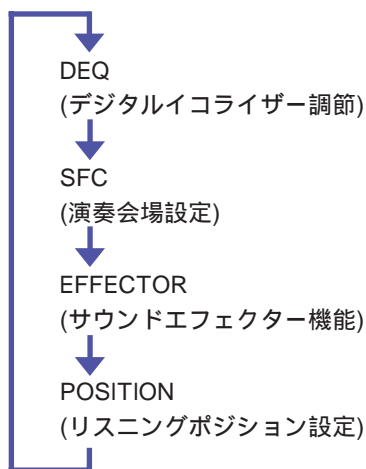 DEQ
(デジタルイコライザー調節)
SFC
(演奏会場設定)
EFFECTOR
(サウンドエフェクター機能)
POSITION
(リスニングポジション設定)